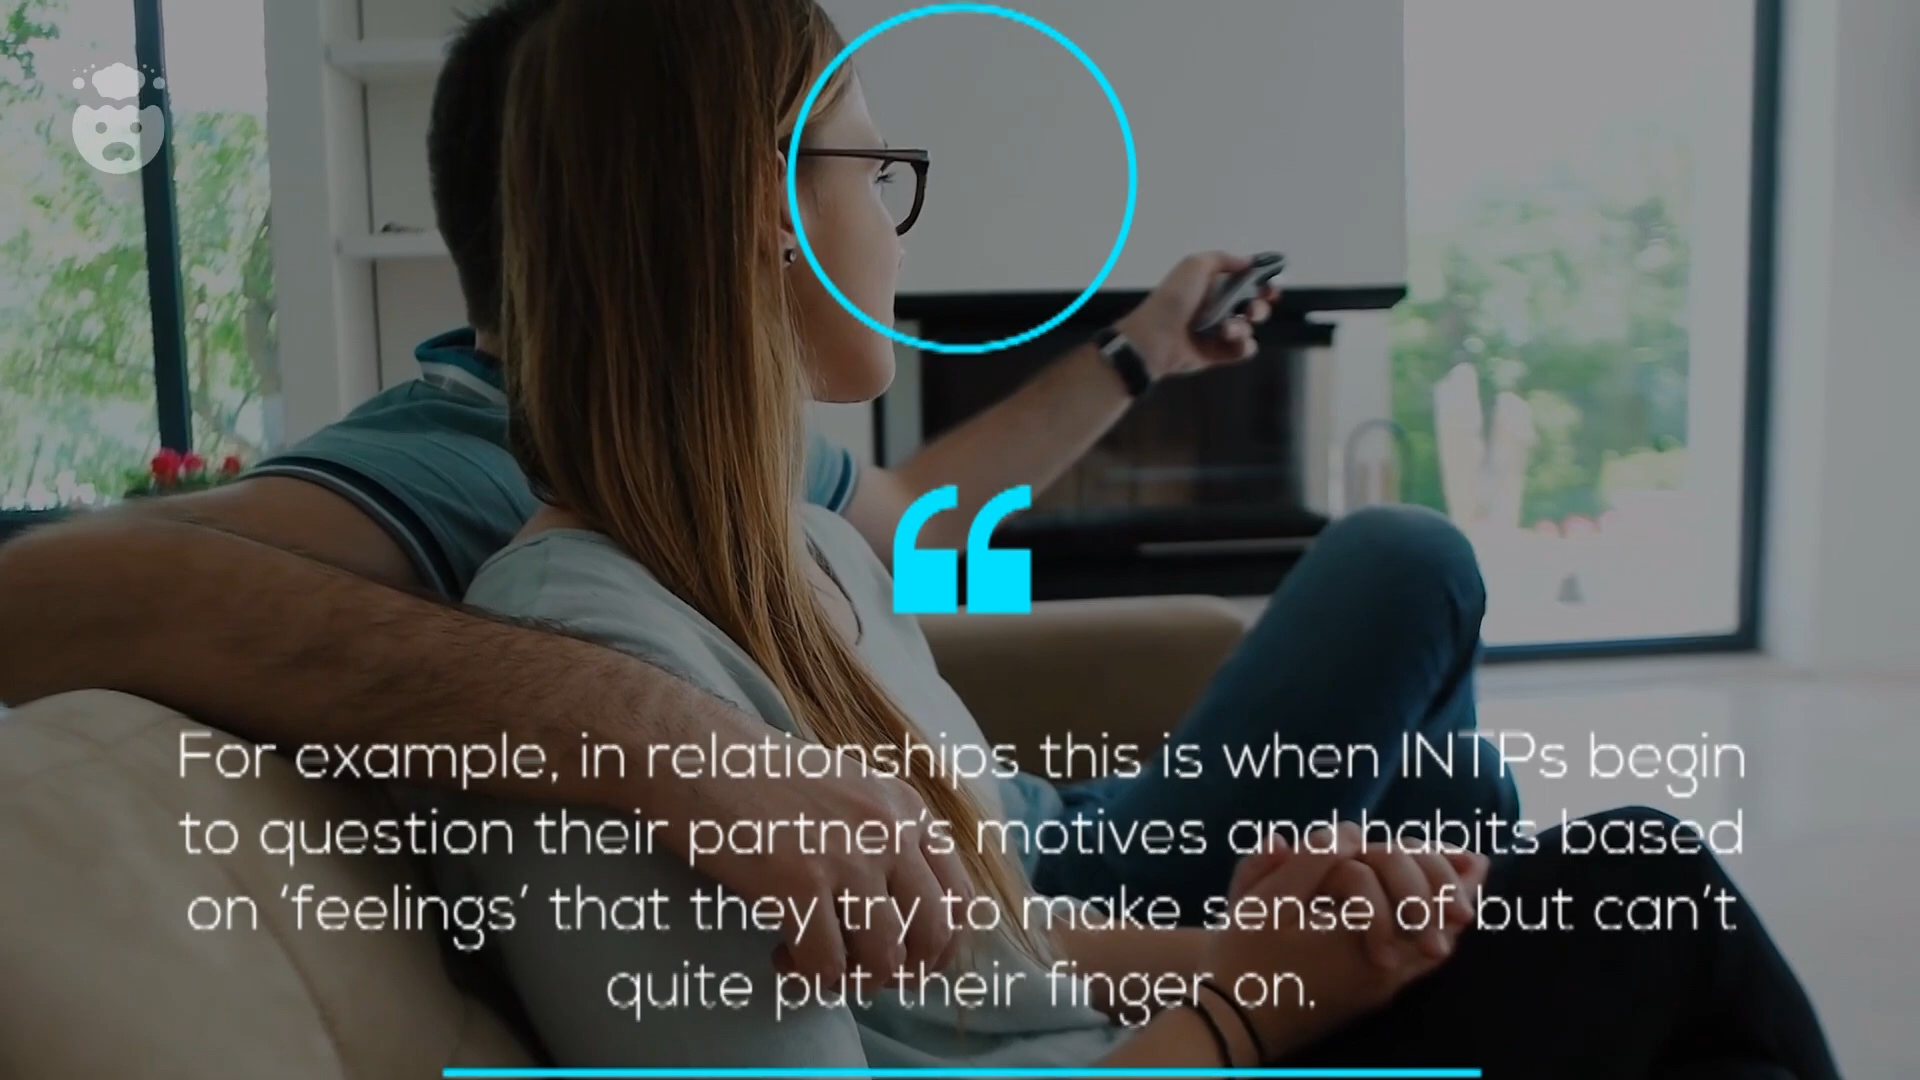 For example, in relationships this is when INTPs begin
to question their partner's motives and habits based
on ‘feelings’ that they try to make sense of but can't
quite put their finger on.